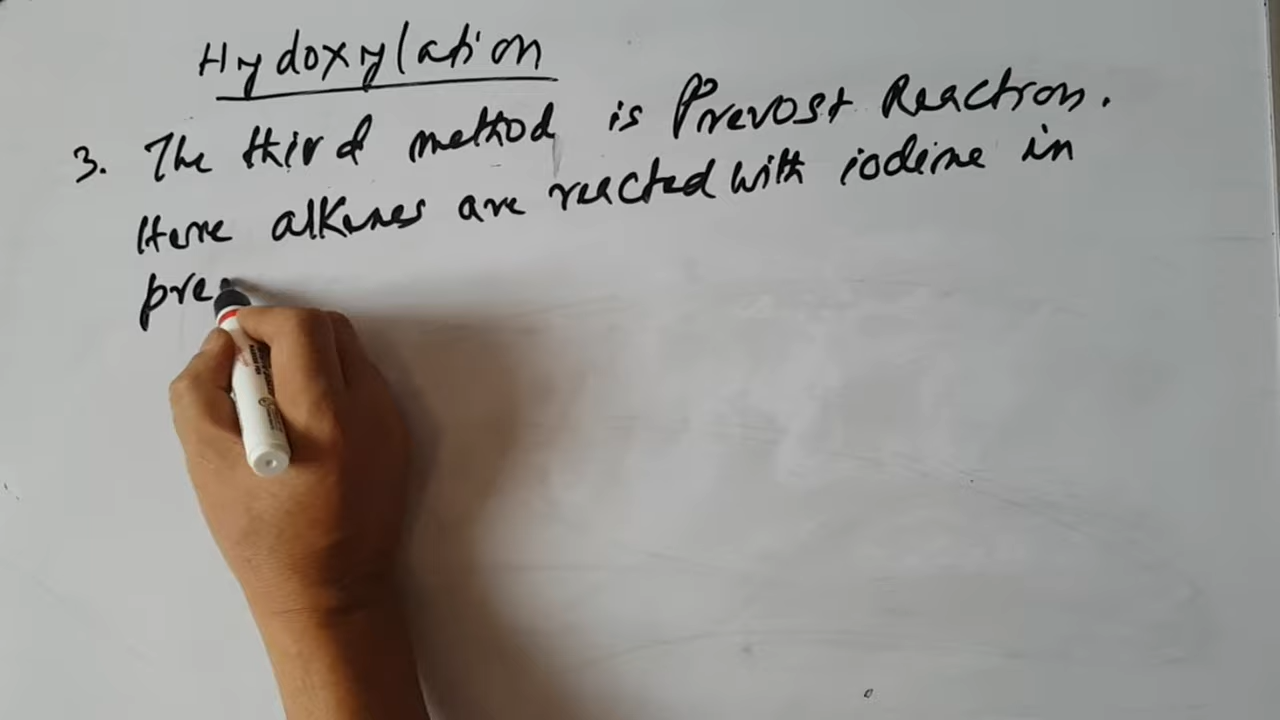 Hydoxylation
3. The third method is Prevost Reaction.
Here alkenes are reacted with iodine in
pre